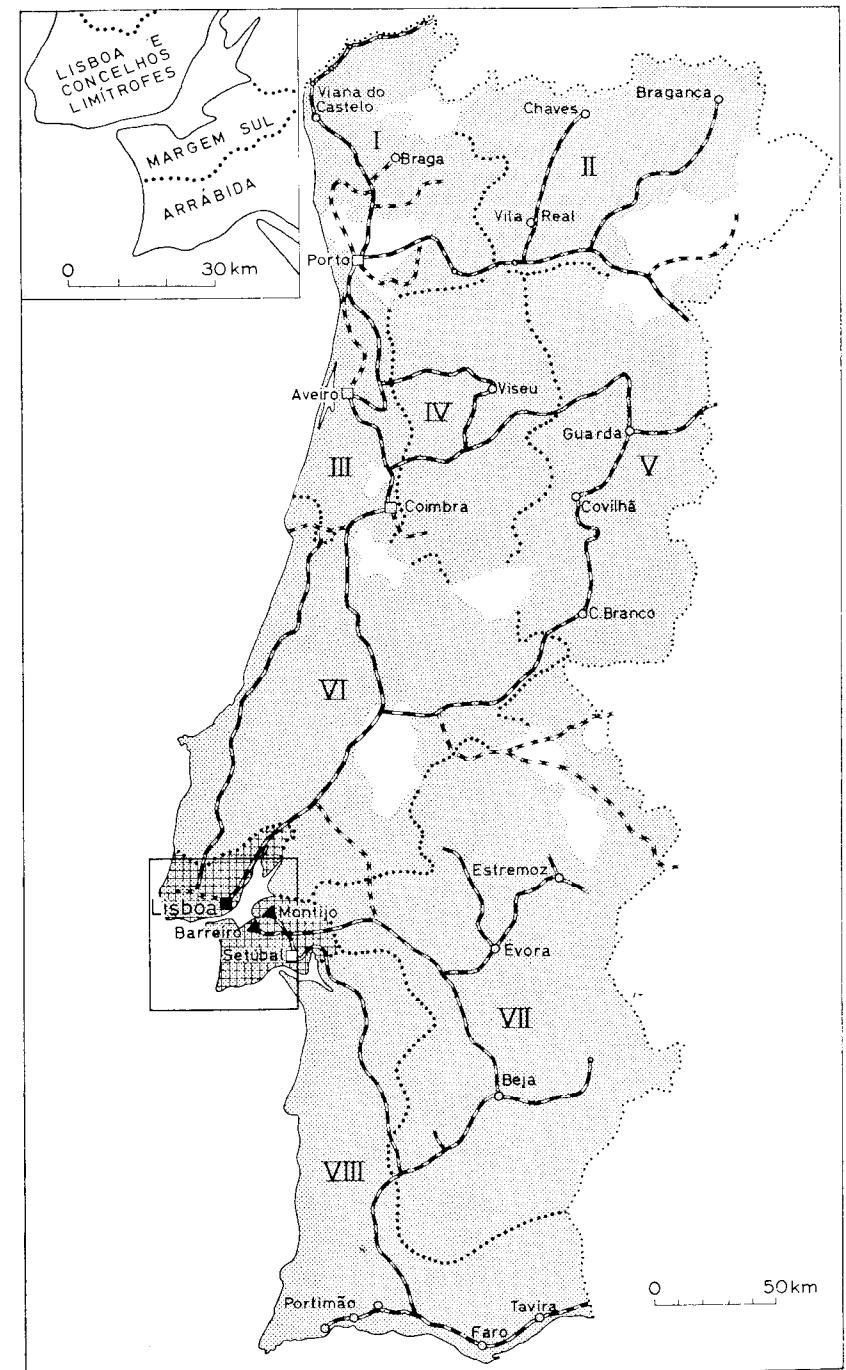 LISBOA E
CONCELHOS
LIMÍTROFES
MARGEM SUL
ARRÁBIDA
0 30 km
Viana do
Castelo
Chaves
Bragança
I
Braga
II
Vila Real
Porto
Aveiro
Viseu
IV
Guarda
III
V
Coimbra
Covilhã
C. Branco
VI
Estremoz
Lisboa
Montijo
Barreiro
Setúbal
Evora
VII
Beja
VIII
0 50 km
Portimão
Tavira
Faro